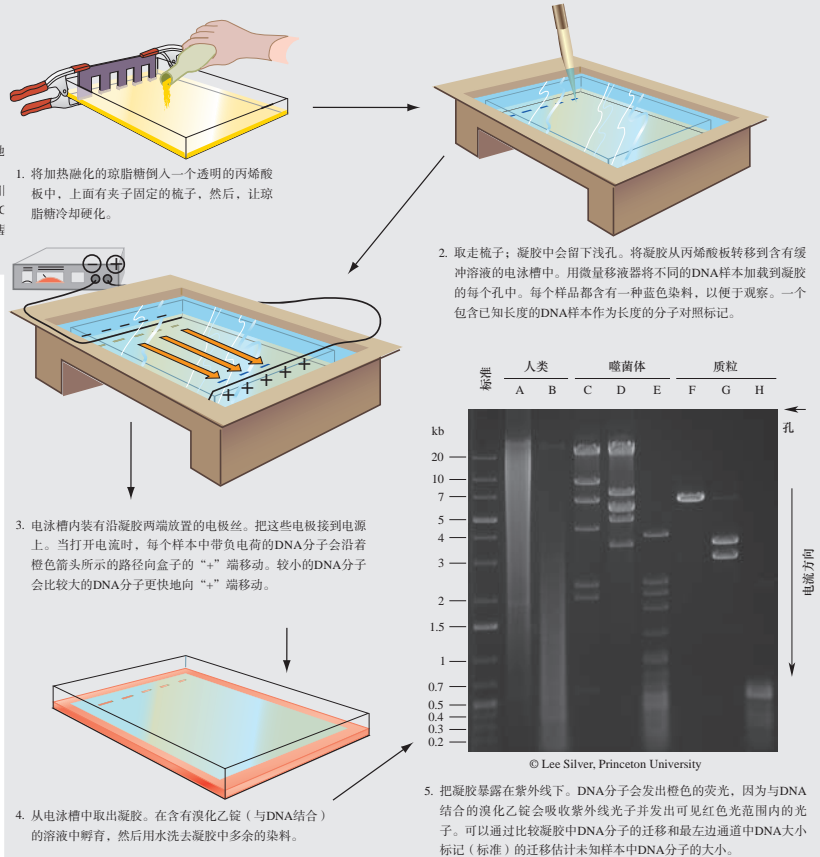 1. 将加热融化的琼脂糖倒入一个透明的丙烯酸
板中，上面有夹子固定的梳子，然后，让琼
脂糖冷却硬化。
2. 取走梳子；凝胶中会留下浅孔。将凝胶从丙烯酸板转移到含有缓
冲溶液的电泳槽中。用微量移液器将不同的DNA样本加载到凝胶
的每个孔中。每个样品都含有一种蓝色染料，以便于观察。一个
包含已知长度的DNA样本作为长度的分子对照标记。
− +
− − − − −
+ + + + + +
3. 电泳槽内装有沿凝胶两端放置的电极丝。把这些电极接到电源
上。当打开电流时，每个样本中带负电荷的DNA分子会沿着
橙色箭头所示的路径向盒子的“+”端移动。较小的DNA分子
会比较大的DNA分子更快地向“+”端移动。
4. 从电泳槽中取出凝胶。在含有溴化乙锭（与DNA结合）
的溶液中孵育，然后用水洗去凝胶中多余的染料。
标准
人类 噬菌体 质粒
A B C D E F G H
孔
kb
20
10
7
5
4
3
2
1.5
1
0.7
0.5
0.4
0.3
0.2
电流方向
© Lee Silver, Princeton University
5. 把凝胶暴露在紫外线下。DNA分子会发出橙色的荧光，因为与DNA
结合的溴化乙锭会吸收紫外线光子并发出可见红色光范围内的光
子。可以通过比较凝胶中DNA分子的迁移和最左边通道中DNA大小
标记（标准）的迁移估计未知样本中DNA分子的大小。